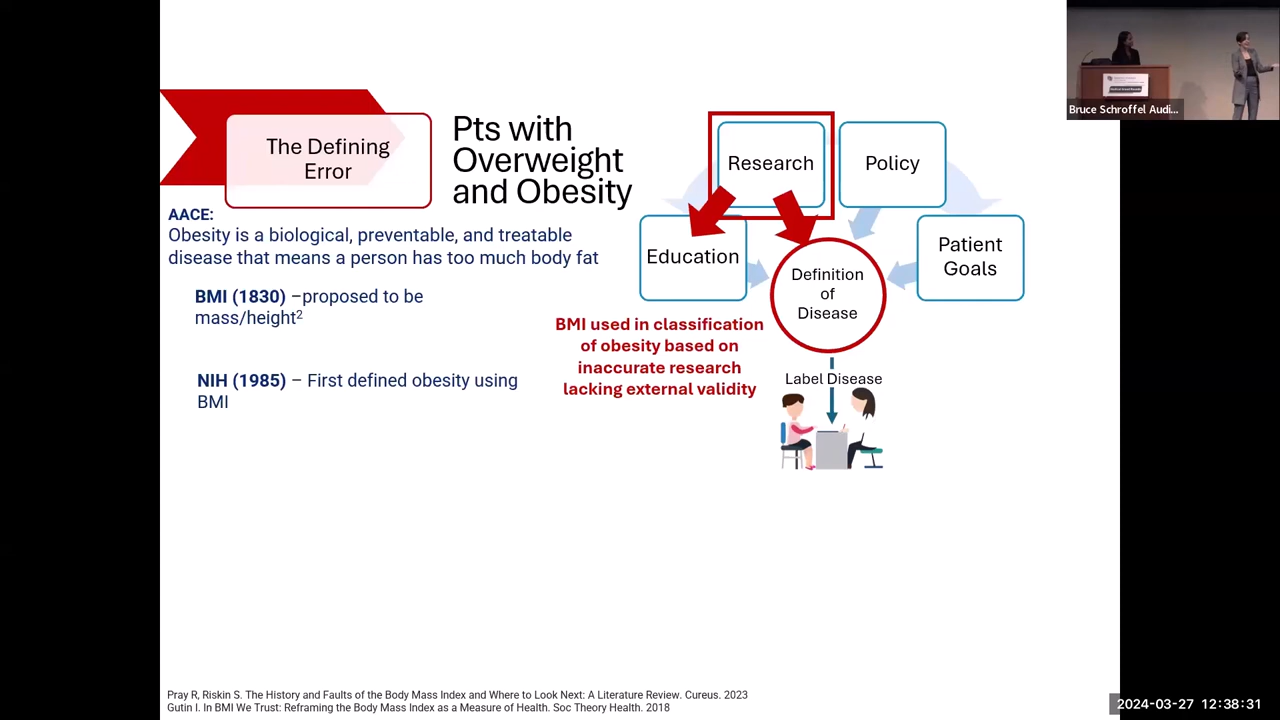 Bruce Schroffel Audi...
The Defining
Error
Pts with
Overweight
and Obesity
AACE:
Obesity is a biological, preventable, and treatable
disease that means a person has too much body fat
BMI (1830) –proposed to be
mass/height²
NIH (1985) – First defined obesity using
BMI
Research
Policy
Education
Patient
Goals
Definition
of
Disease
BMI used in classification
of obesity based on
inaccurate research
lacking external validity
Label Disease
Pray R, Riskin S. The History and Faults of the Body Mass Index and Where to Look Next: A Literature Review. Cureus. 2023
Gutin I. In BMI We Trust: Reframing the Body Mass Index as a Measure of Health. Soc Theory Health. 2018
2024-03-27 12:38:31